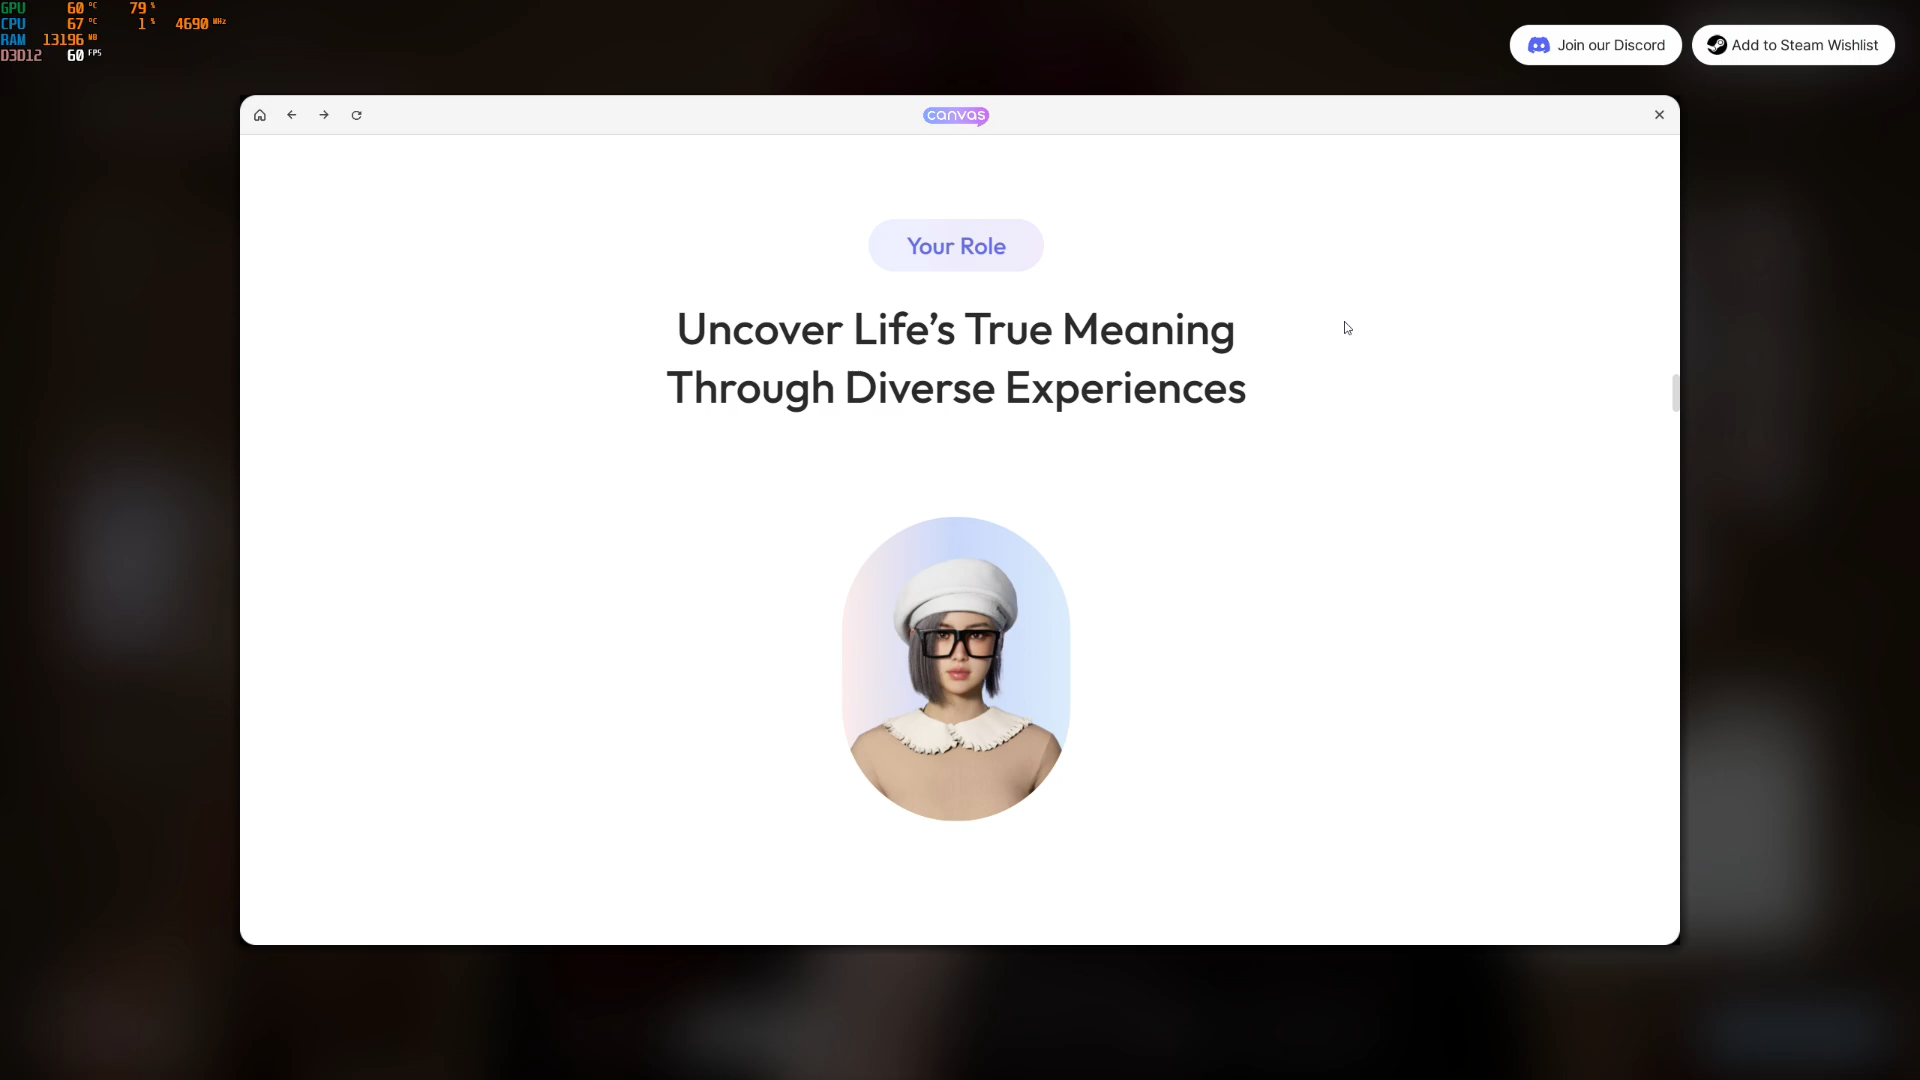 GPU 60 °C 79 %
CPU 67 °C 1 % 4690 MHz
RAM 13196 MB
D3D12 60 FPS
Join our Discord
Add to Steam Wishlist
canvas
Your Role
Uncover Life’s True Meaning
Through Diverse Experiences